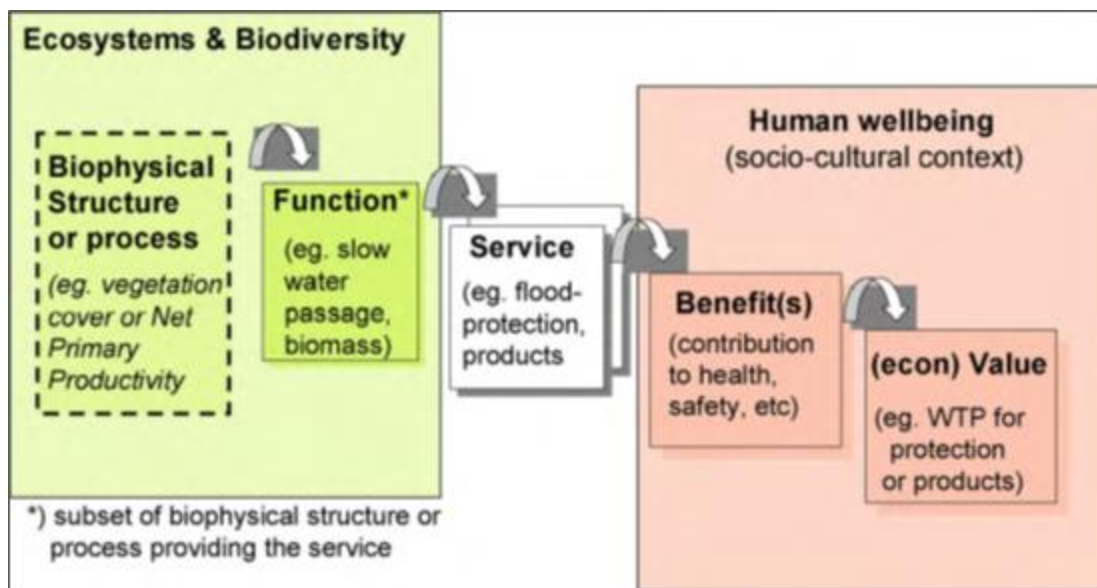 Ecosystems & Biodiversity
Biophysical
Structure
or process
(eg. vegetation
cover or Net
Primary
Productivity
Function*
(eg. slow
water
passage,
biomass)
Service
(eg. flood-
protection,
products
Human wellbeing
(socio-cultural context)
Benefit(s)
(contribution
to health,
safety, etc)
(econ) Value
(eg. WTP for
protection
or products)
*) subset of biophysical structure or
process providing the service